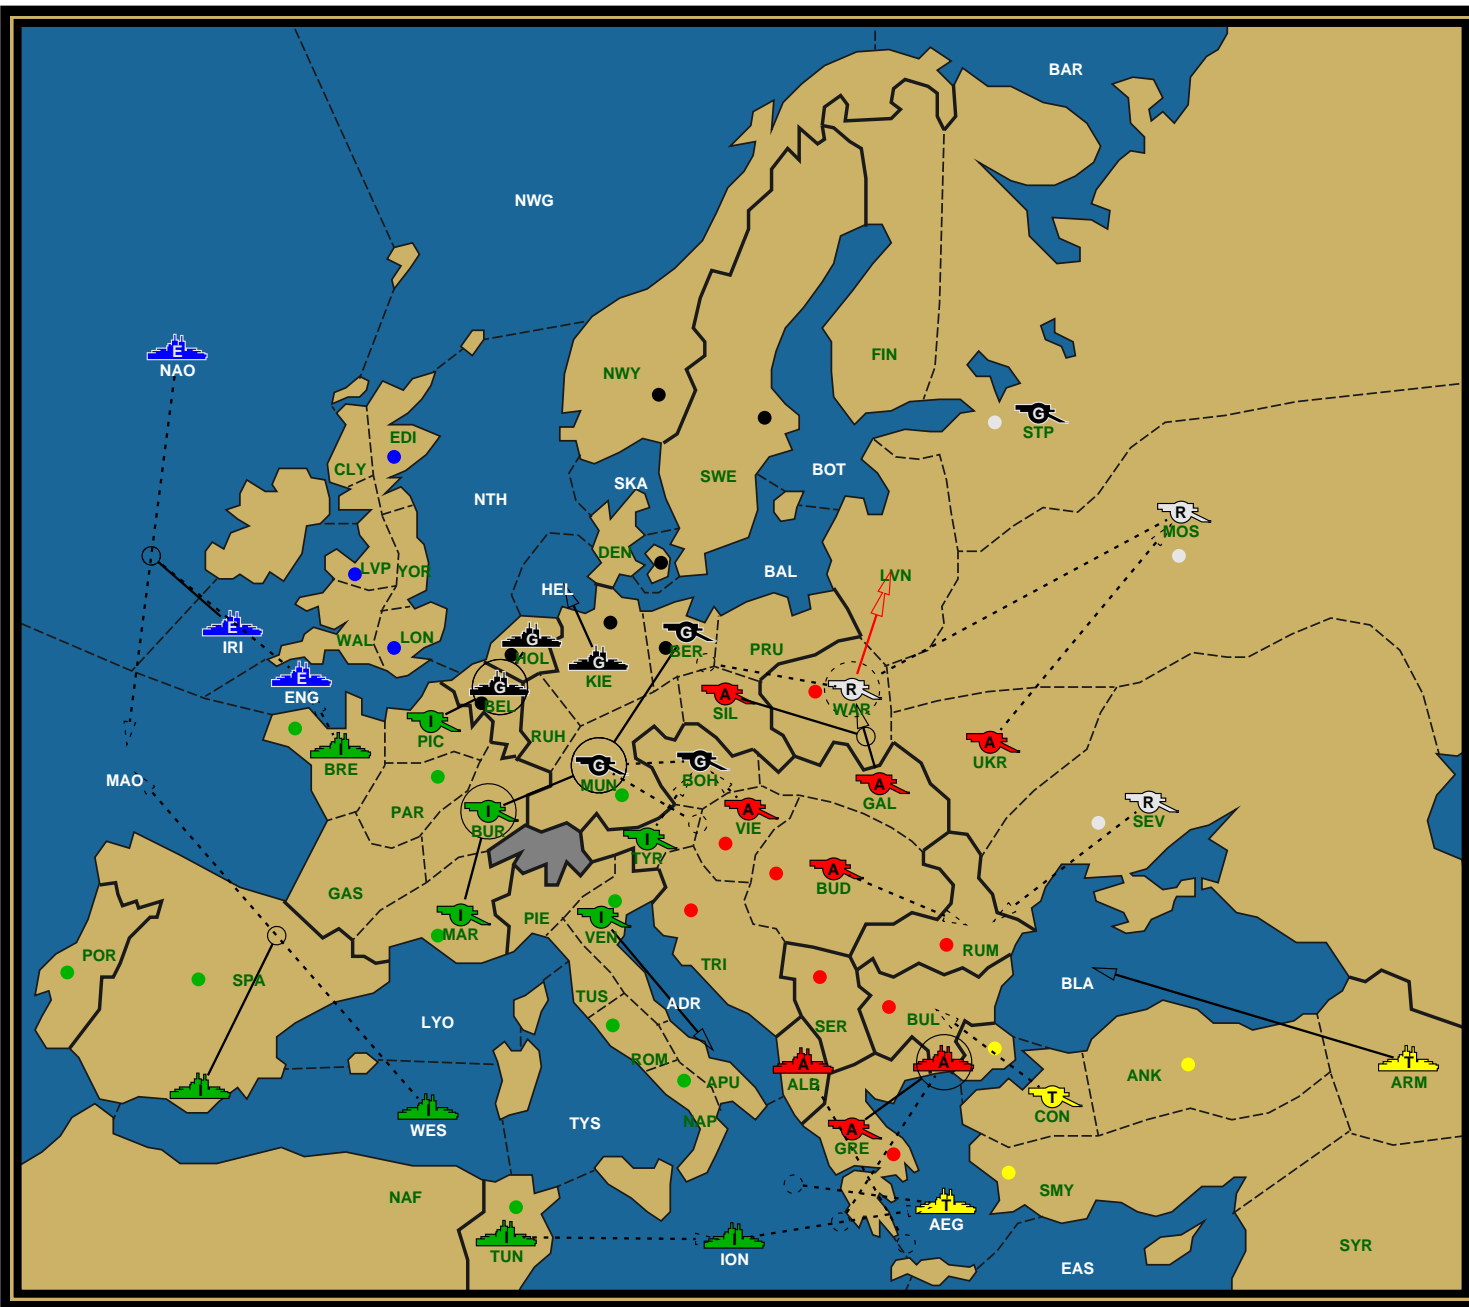 BAR
NWG
E
NAO
FIN
NWY
G
STP
EDI
CLY
SWE
BOT
SKA
NTH
R
MOS
DEN
LVP
YOR
BAL
LVN
HEL
E
IRI
WAL
LON
G
HOL
G
KIE
G
BER
PRU
E
ENG
G
BEL
A
SIL
R
WAR
I
PIC
RUH
I
BRE
A
UKR
G
MUN
G
BOH
MAO
A
GAL
PAR
I
BUR
A
VIE
R
SEV
I
TYR
A
BUD
GAS
I
MAR
PIE
I
VEN
POR
SPA
TRI
RUM
BLA
TUS
ADR
LYO
SER
BUL
ROM
A
ALB
A
APU
ANK
T
ARM
I
I
WES
TYS
NAP
A
GRE
T
CON
NAF
SMY
T
AEG
I
TUN
I
ION
SYR
EAS